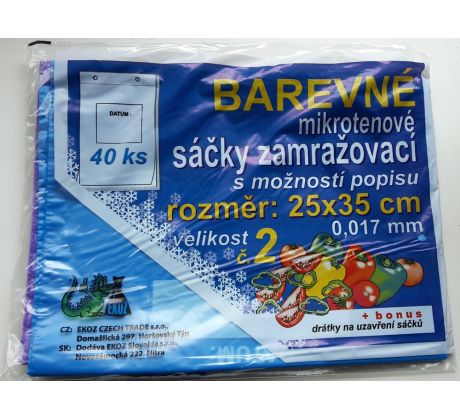 BAREVNÉ
mikrotenové
sáčky zamražovací
s možností popisu
rozměr: 25x35 cm
velikost č. 2
0,017 mm
DATUM :
40 ks
+ bonus
drátky na uzavření sáčků
EKOZ
CZ: EKOZ CZECH TRADE s.r.o.,
Domažlická 297, Horšovský Týn
SK: Dodáva EKOZ Slovakia s.r.o.,
Novozámocká 222, Nitra